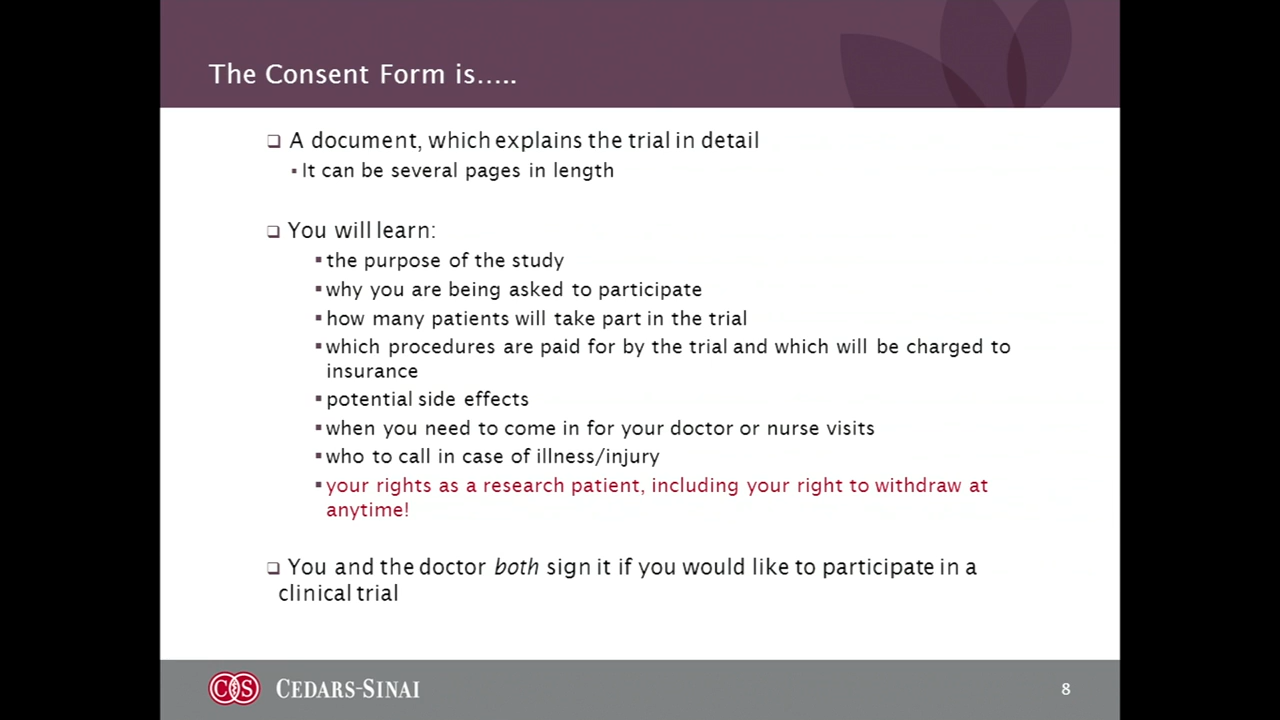 The Consent Form is.....
❑ A document, which explains the trial in detail
▪ It can be several pages in length
❑ You will learn:
▪ the purpose of the study
▪ why you are being asked to participate
▪ how many patients will take part in the trial
▪ which procedures are paid for by the trial and which will be charged to
insurance
▪ potential side effects
▪ when you need to come in for your doctor or nurse visits
▪ who to call in case of illness/injury
▪ your rights as a research patient, including your right to withdraw at
anytime!
❑ You and the doctor both sign it if you would like to participate in a
clinical trial
CS CEDARS-SINAI
8